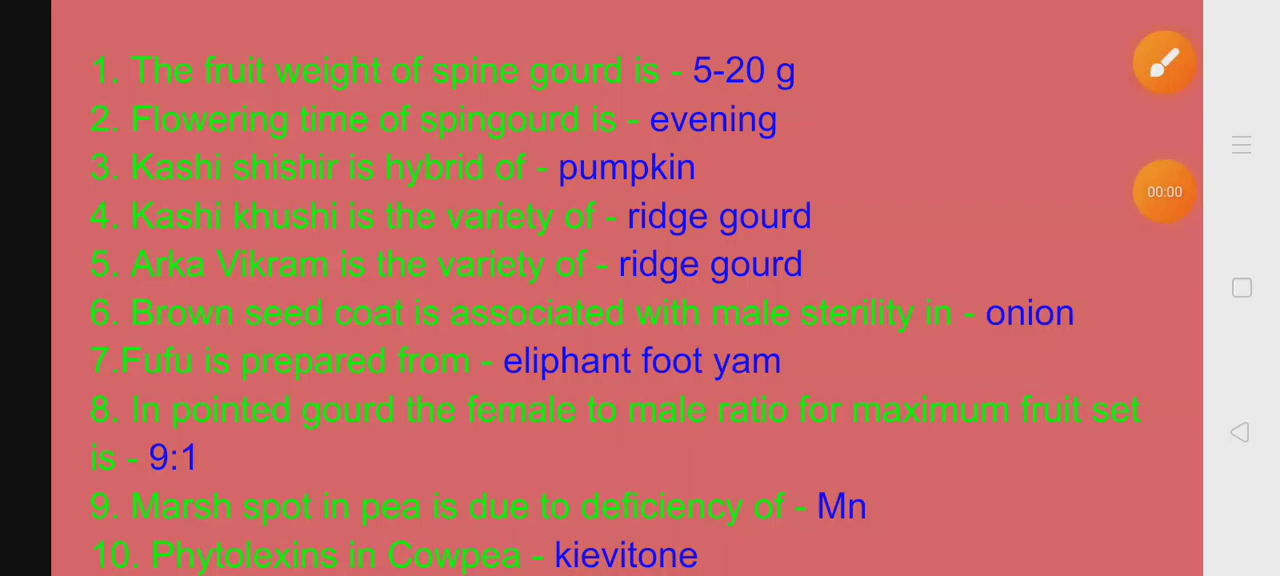 1. The fruit weight of spine gourd is - 5-20 g
2. Flowering time of spingourd is - evening
3. Kashi shishir is hybrid of - pumpkin
4. Kashi khushi is the variety of - ridge gourd
5. Arka Vikram is the variety of - ridge gourd
6. Brown seed coat is associated with male sterility in - onion
7.Fufu is prepared from - eliphant foot yam
8. In pointed gourd the female to male ratio for maximum fruit set
is - 9:1
9. Marsh spot in pea is due to deficiency of - Mn
10. Phytolexins in Cowpea - kievitone
00:00